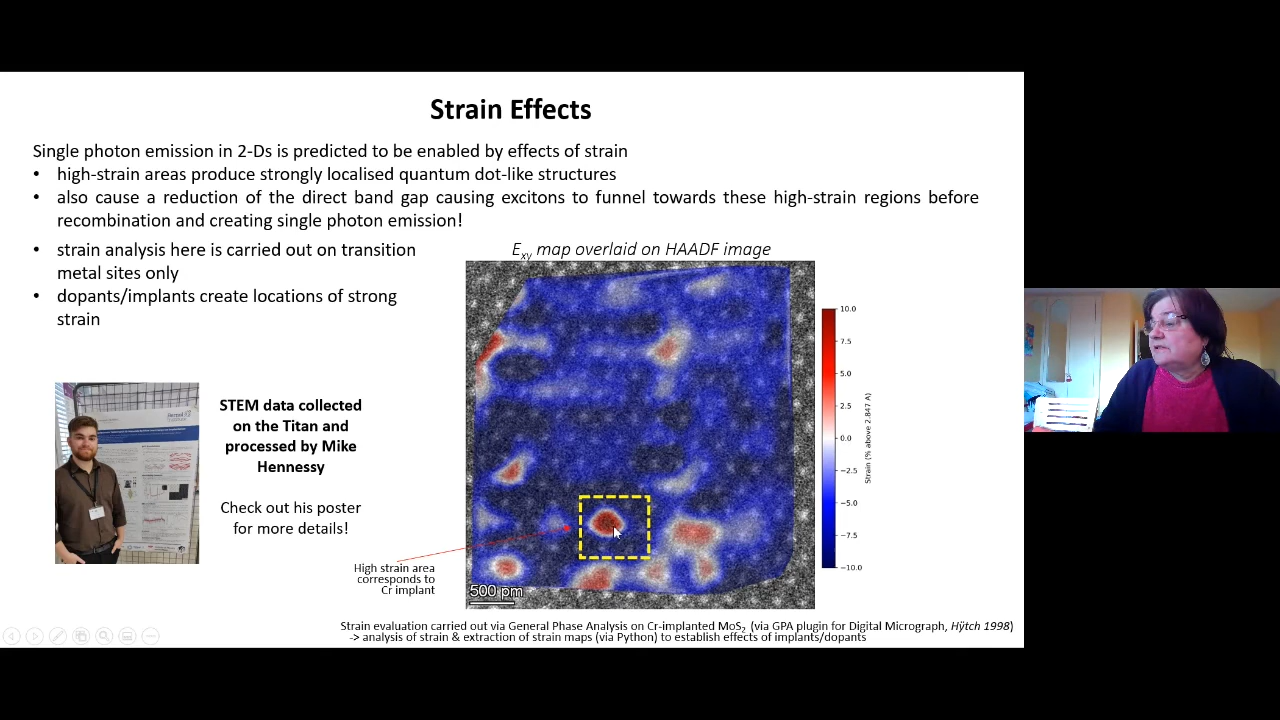 Strain Effects
Single photon emission in 2-Ds is predicted to be enabled by effects of strain
• high-strain areas produce strongly localised quantum dot-like structures
• also cause a reduction of the direct band gap causing excitons to funnel towards these high-strain regions before
recombination and creating single photon emission!
• strain analysis here is carried out on transition
metal sites only
• dopants/implants create locations of strong
strain
Exy map overlaid on HAADF image
10.0
7.5
5.0
2.5
0.0
−2.5
−5.0
−7.5
−10.0
Strain (% above 2.847 A)
STEM data collected
on the Titan and
processed by Mike
Hennessy
Check out his poster
for more details!
High strain area
corresponds to
Cr implant
500 pm
Strain evaluation carried out via General Phase Analysis on Cr-implanted MoS2 (via GPA plugin for Digital Micrograph, Hÿtch 1998)
-> analysis of strain & extraction of strain maps (via Python) to establish effects of implants/dopants